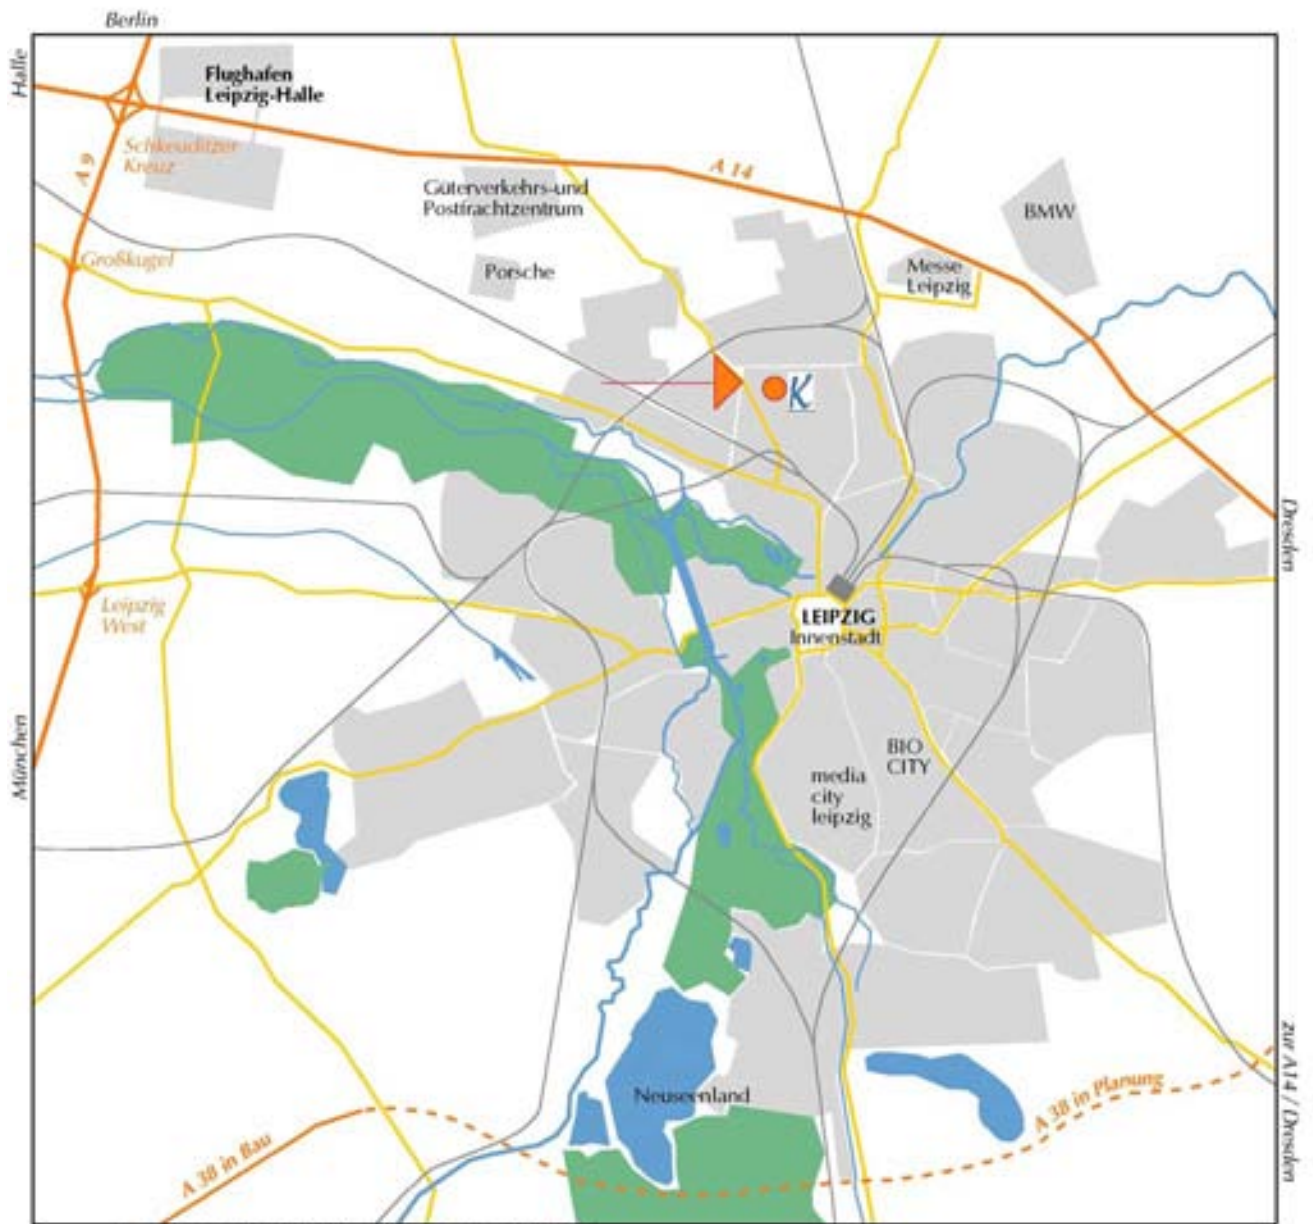 Berlin
Halle
Flughafen
Leipzig-Halle
Schkeuditzer
Kreuz
A 9
A 14
Güterverkehrs-und
Postfrachtzentrum
BMW
Großkugel
Porsche
Messe
Leipzig
K
Dresden
Leipzig
West
LEIPZIG
Innenstadt
München
BIO
CITY
media
city
leipzig
Neuseenland
A 38 in Planung
A 38 in Bau
zur A14 / Dresden